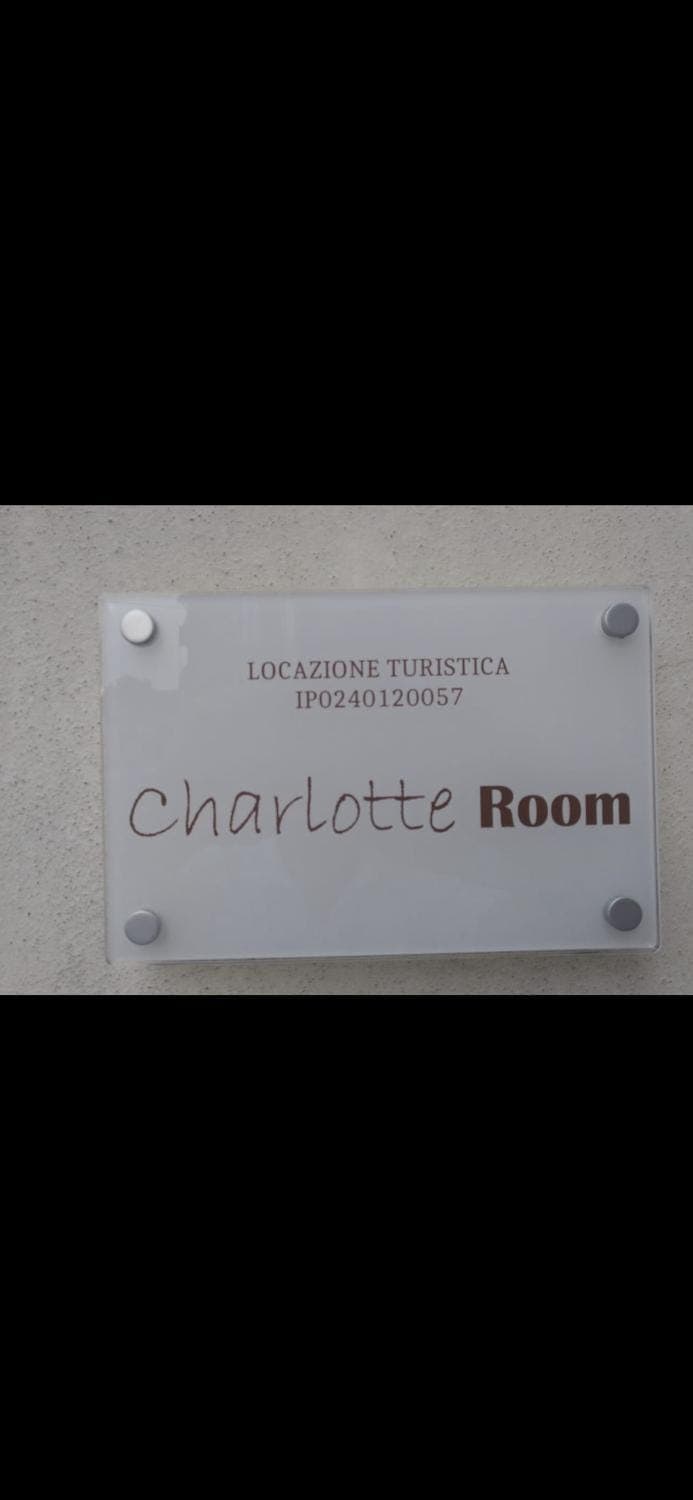 LOCAZIONE TURISTICA
IP0240120057
Charlotte Room